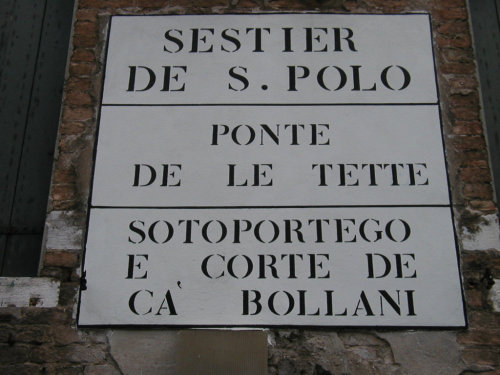 SESTIER
DE S. POLO
PONTE
DE LE TETTE
SOTOPORTEGO
E CORTE DE
CA' BOLLANI